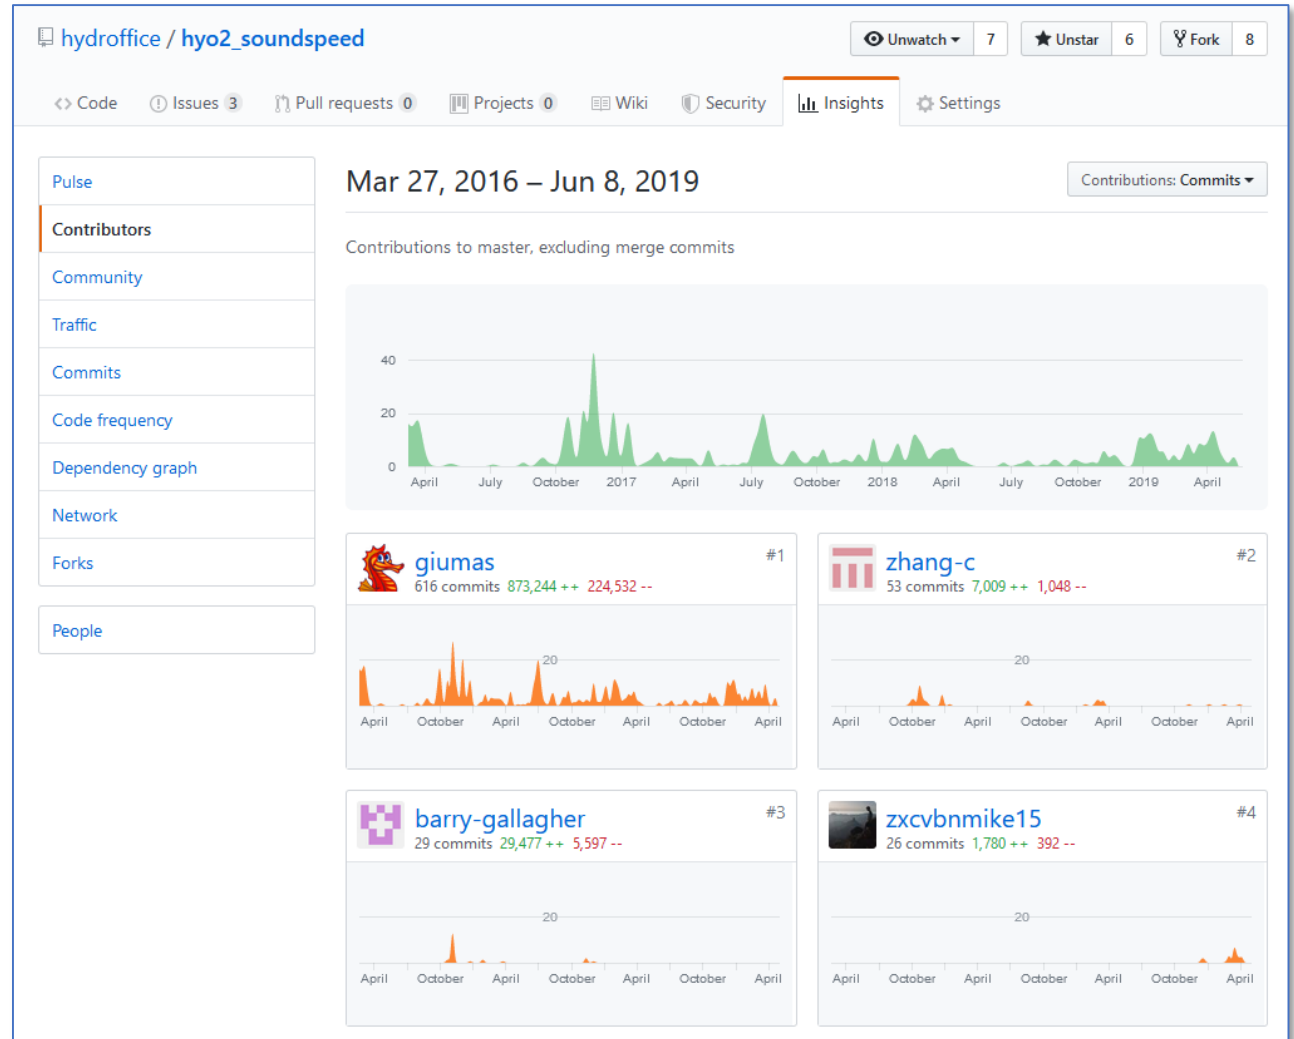 hydroffice / hyo2_soundspeed
Unwatch 7 Unstar 6 Fork 8
Code Issues 3 Pull requests 0 Projects 0 Wiki Security Insights Settings
Pulse
Contributors
Community
Traffic
Commits
Code frequency
Dependency graph
Network
Forks
People
Mar 27, 2016 – Jun 8, 2019
Contributions: Commits
Contributions to master, excluding merge commits
40
20
0
April July October 2017 April July October 2018 April July October 2019 April
giumas #1
616 commits 873,244 ++ 224,532 --
20
April October April October April October April
zhang-c #2
53 commits 7,009 ++ 1,048 --
20
April October April October April October April
barry-gallagher #3
29 commits 29,477 ++ 5,597 --
20
April October April October April October April
zxcvbnmike15 #4
26 commits 1,780 ++ 392 --
20
April October April October April October April